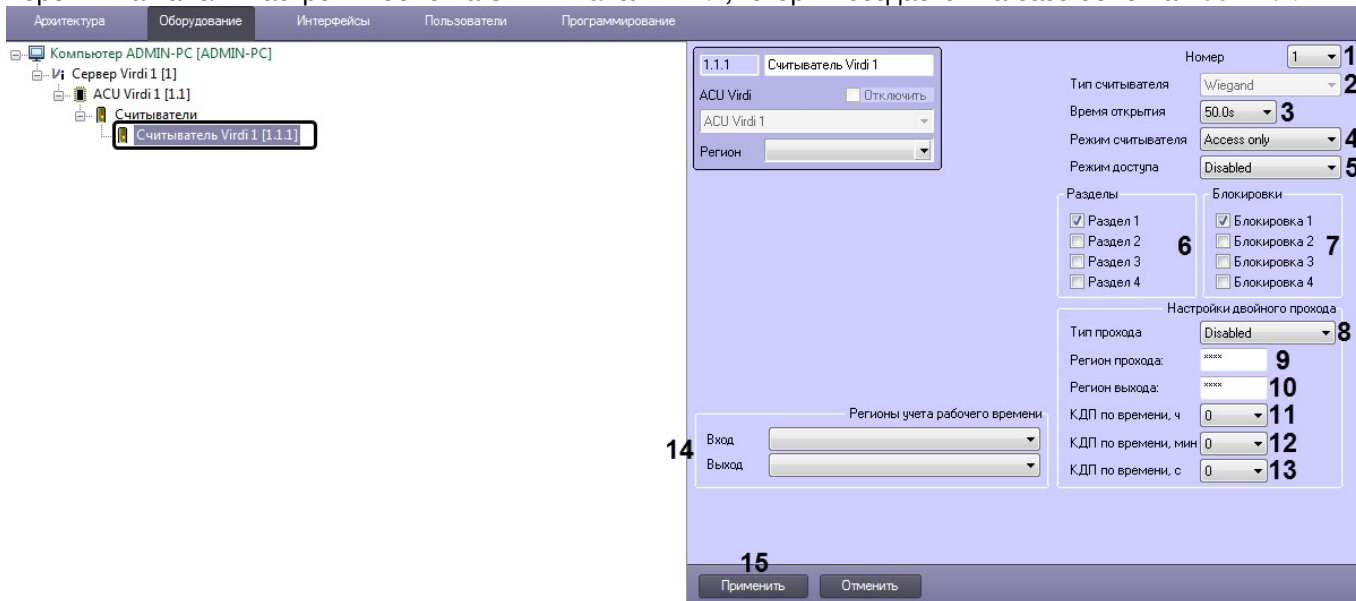 Архитектура Оборудование Интерфейсы Пользователи Программирование
Компьютер ADMIN-PC [ADMIN-PC]
Сервер Virdi 1 [1]
ACU Virdi 1 [1.1]
Считыватели
Считыватель Virdi 1 [1.1.1]
1.1.1 Считыватель Virdi 1
ACU Virdi Отключить
ACU Virdi 1
Регион
Номер 1 1
Тип считывателя Wiegand 2
Время открытия 50.0s 3
Режим считывателя Access only 4
Режим доступа Disabled 5
Разделы
Раздел 1
Раздел 2
Раздел 3
Раздел 4
6
Блокировки
Блокировка 1
Блокировка 2
Блокировка 3
Блокировка 4
7
Настройки двойного прохода
Тип прохода Disabled 8
Регион прохода: **** 9
Регион выхода: **** 10
КДП по времени, ч 0 11
КДП по времени, мин 0 12
КДП по времени, с 0 13
Регионы учета рабочего времени
14
Вход
Выход
15
Применить Отменить